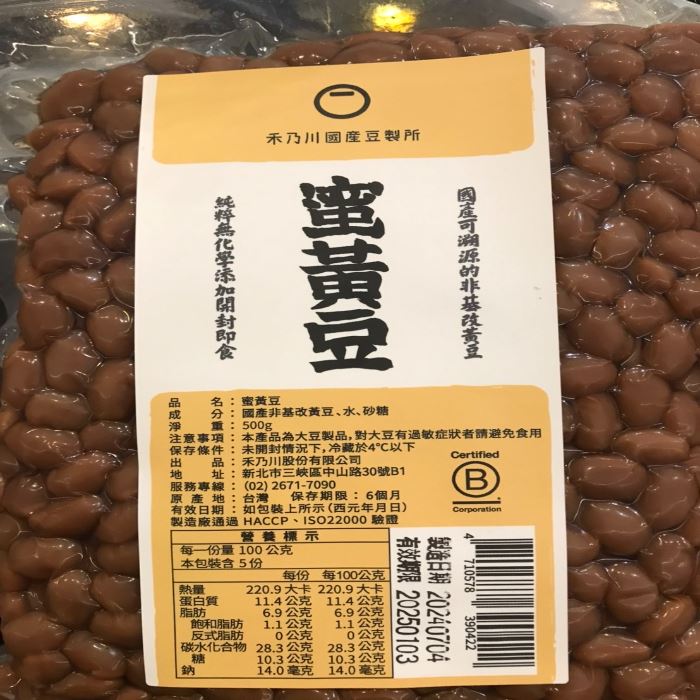 禾乃川國産豆製所
國産可溯源的非基改黃豆
蜜黃豆
純粹無化學添加開封即食
品　　名：蜜黃豆
成　　分：國產非基改黃豆、水、砂糖
淨　　重：500g
注意事項：本產品為大豆製品，對大豆有過敏症狀者請避免食用
保存條件：未開封情況下，冷藏於4°C以下
出　　品：禾乃川股份有限公司
地　　址：新北市三峽區中山路30號B1
服務專線：(02) 2671-7090
原 產 地：台灣　保存期限：6個月
有效日期：如包裝上所示(西元年月日)
製造廠通過 HACCP、ISO22000 驗證
Certified
B
Corporation
營養標示
每一份量 100 公克
本包裝含 5 份
每份　每100公克
熱量　220.9 大卡　220.9 大卡
蛋白質　11.4 公克　11.4 公克
脂肪　6.9 公克　6.9 公克
飽和脂肪　1.1 公克　1.1 公克
反式脂肪　0 公克　0 公克
碳水化合物　28.3 公克　28.3 公克
糖　10.3 公克　10.3 公克
鈉　14.0 毫克　14.0 毫克
製造日期 20240704
有效期限 20250103
4 710578 390422